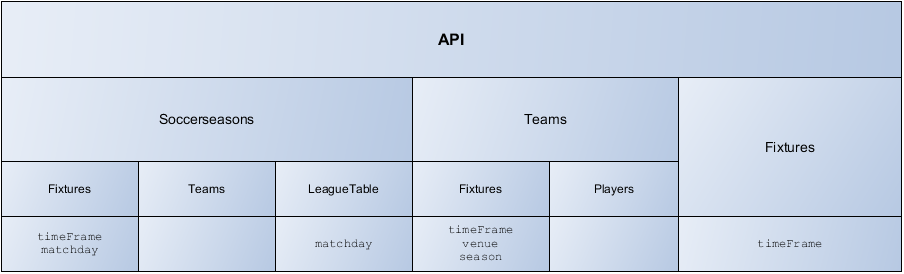 API
Soccerseasons
Teams
Fixtures
Fixtures
Teams
LeagueTable
Fixtures
Players
timeFrame
matchday
matchday
timeFrame
venue
season
timeFrame